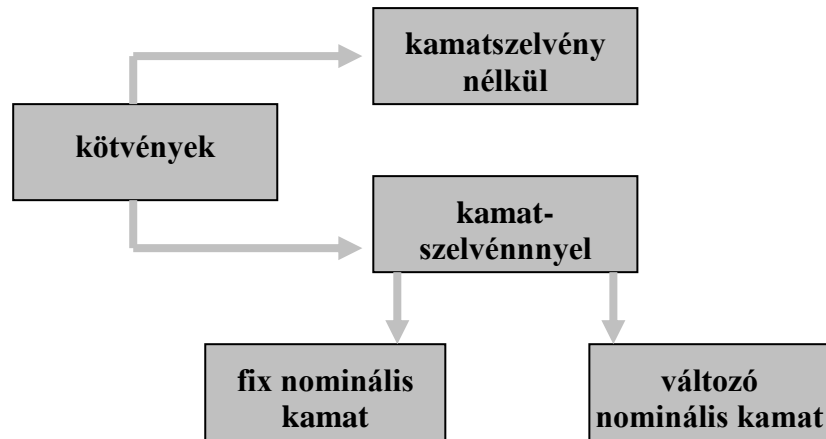 kamatszelvény
nélkül
kötvények
kamat-
szelvénnnyel
fix nominális
kamat
változó
nominális kamat